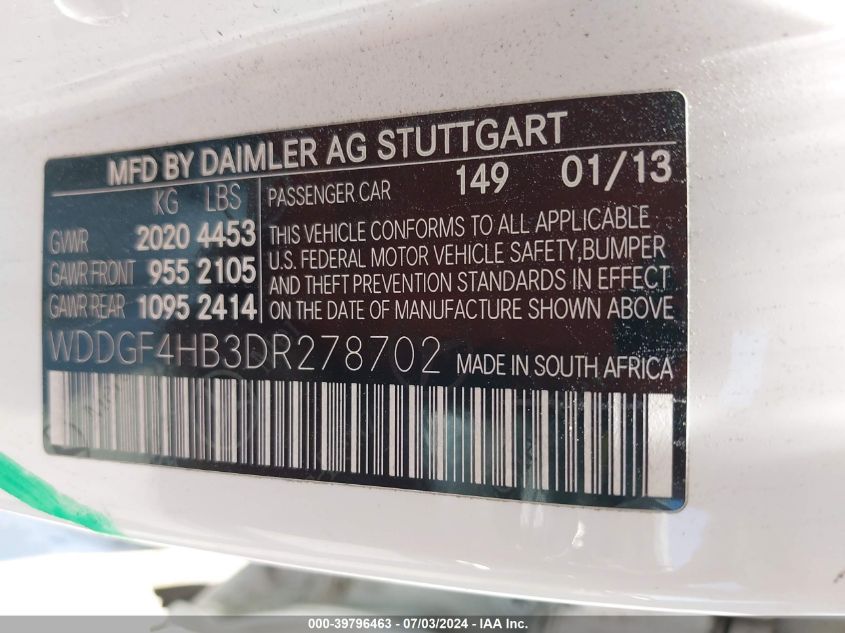 MFD BY DAIMLER AG STUTTGART
KG LBS
GVWR 2020 4453
GAWR FRONT 955 2105
GAWR REAR 1095 2414
PASSENGER CAR 149 01/13
THIS VEHICLE CONFORMS TO ALL APPLICABLE
U.S. FEDERAL MOTOR VEHICLE SAFETY, BUMPER
AND THEFT PREVENTION STANDARDS IN EFFECT
ON THE DATE OF MANUFACTURE SHOWN ABOVE
WDDGF4HB3DR278702 MADE IN SOUTH AFRICA
000-39796463 - 07/03/2024 - IAA Inc.